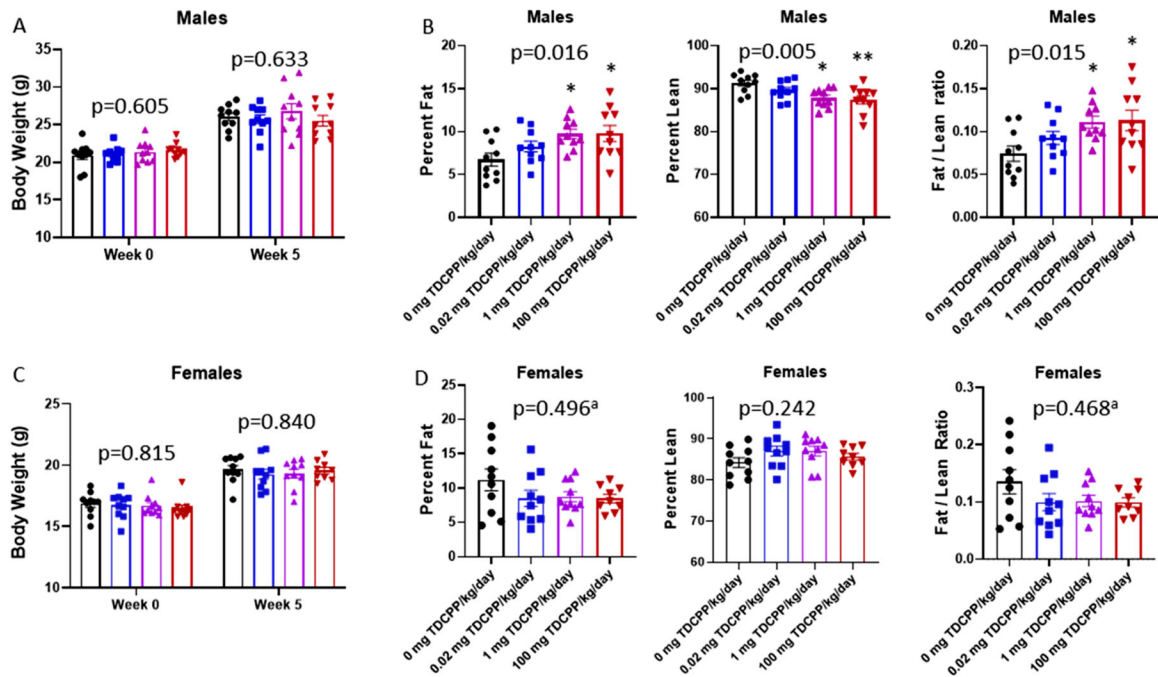 A
Males
Body Weight (g)
35
30
25
20
15
10
p=0.605
p=0.633
Week 0
Week 5
B
Males
Percent Fat
20
15
10
5
0
p=0.016
*
*
0 mg TDCPP/kg/day
0.02 mg TDCPP/kg/day
1 mg TDCPP/kg/day
100 mg TDCPP/kg/day
Males
Percent Lean
100
90
80
70
60
p=0.005
*
**
0 mg TDCPP/kg/day
0.02 mg TDCPP/kg/day
1 mg TDCPP/kg/day
100 mg TDCPP/kg/day
Males
Fat / Lean ratio
0.20
0.15
0.10
0.05
0.00
p=0.015
*
*
0 mg TDCPP/kg/day
0.02 mg TDCPP/kg/day
1 mg TDCPP/kg/day
100 mg TDCPP/kg/day
C
Females
Body Weight (g)
25
20
15
10
p=0.815
p=0.840
Week 0
Week 5
D
Females
Percent Fat
25
20
15
10
5
0
p=0.496ª
0 mg TDCPP/kg/day
0.02 mg TDCPP/kg/day
1 mg TDCPP/kg/day
100 mg TDCPP/kg/day
Females
Percent Lean
100
90
80
70
60
p=0.242
0 mg TDCPP/kg/day
0.02 mg TDCPP/kg/day
1 mg TDCPP/kg/day
100 mg TDCPP/kg/day
Females
Fat / Lean Ratio
0.3
0.2
0.1
0.0
p=0.468ª
0 mg TDCPP/kg/day
0.02 mg TDCPP/kg/day
1 mg TDCPP/kg/day
100 mg TDCPP/kg/day